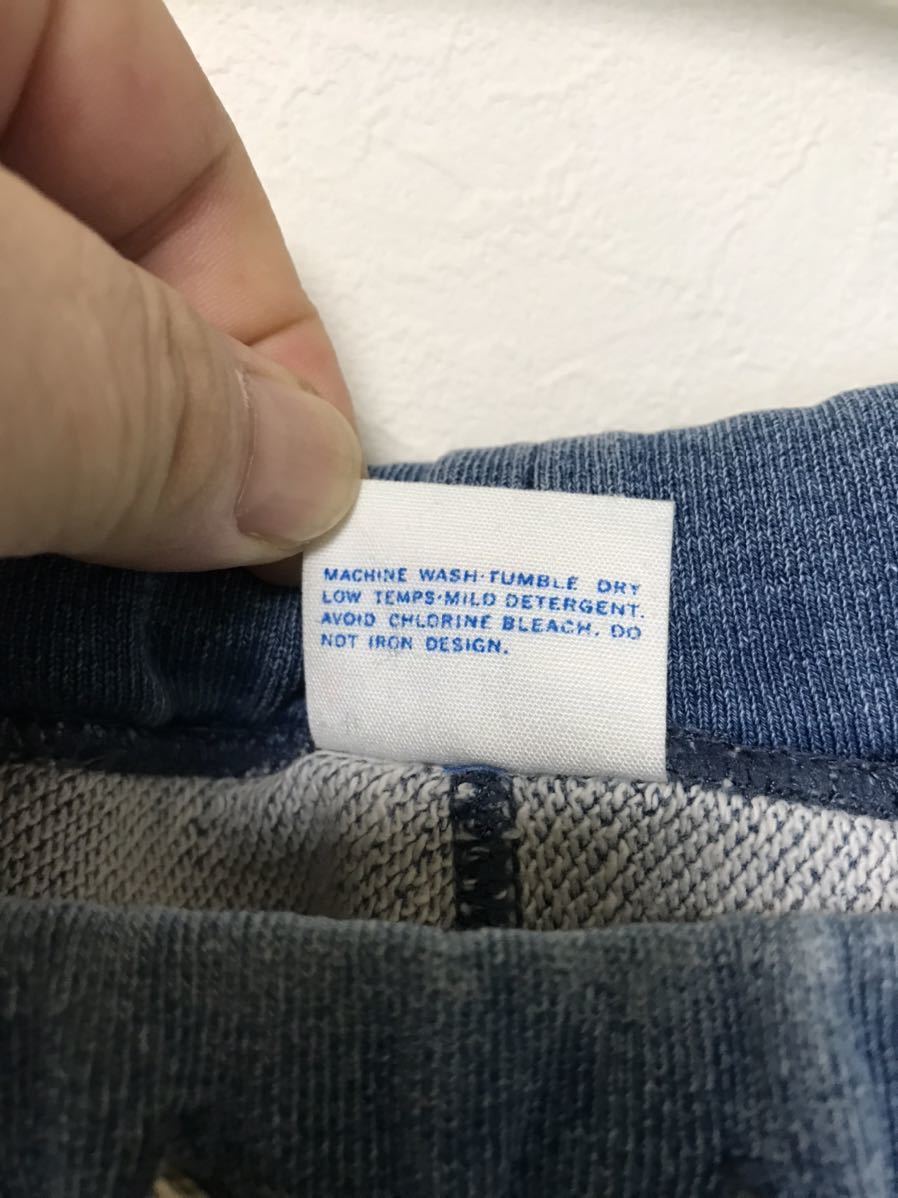 MACHINE WASH·TUMBLE DRY
LOW TEMPS·MILD DETERGENT.
AVOID CHLORINE BLEACH. DO
NOT IRON DESIGN.